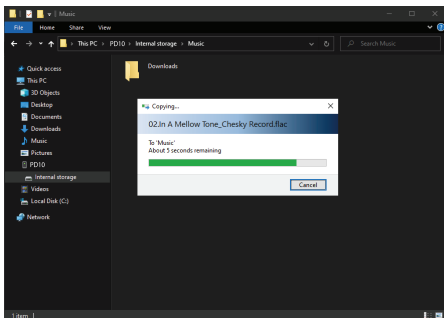 Music
File Home Share View
This PC > PD10 > Internal storage > Music
Search Music
Quick access
This PC
3D Objects
Desktop
Documents
Downloads
Music
Pictures
PD10
Internal storage
Videos
Local Disk (C:)
Network
Downloads
Copying...
02.In A Mellow Tone_Chesky Record.flac
To 'Music'
About 5 seconds remaining
Cancel
1 item